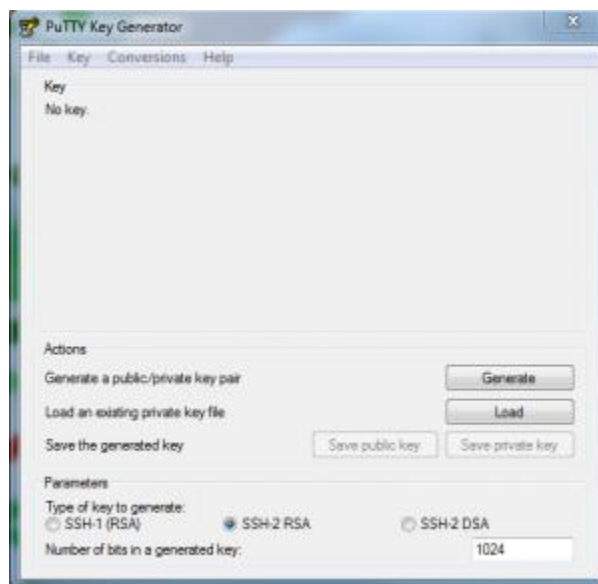 PuTTY Key Generator
File Key Conversions Help
Key
No key.
Actions
Generate a public/private key pair Generate
Load an existing private key file Load
Save the generated key Save public key Save private key
Parameters
Type of key to generate:
SSH-1 (RSA) SSH-2 RSA SSH-2 DSA
Number of bits in a generated key: 1024